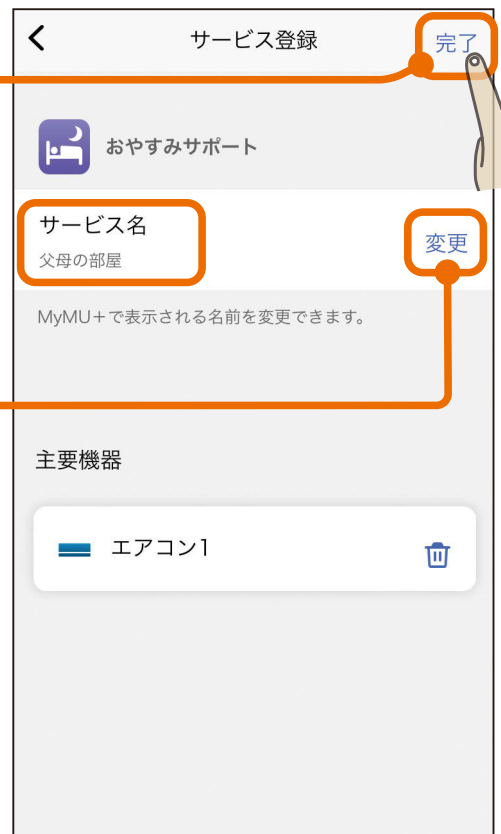 サービス登録
完了
おやすみサポート
サービス名
父母の部屋
変更
MyMU+で表示される名前を変更できます。
主要機器
エアコン1